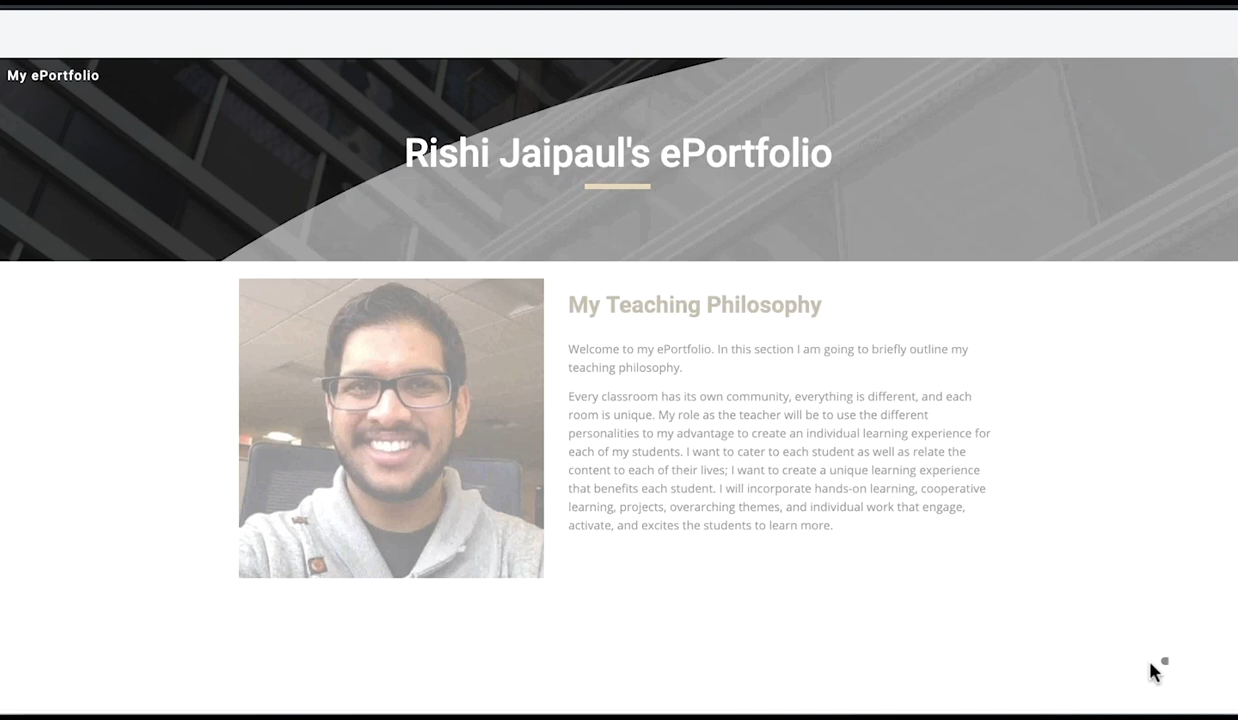 My ePortfolio
Rishi Jaipaul's ePortfolio
My Teaching Philosophy
Welcome to my ePortfolio. In this section I am going to briefly outline my
teaching philosophy.
Every classroom has its own community, everything is different, and each
room is unique. My role as the teacher will be to use the different
personalities to my advantage to create an individual learning experience for
each of my students. I want to cater to each student as well as relate the
content to each of their lives; I want to create a unique learning experience
that benefits each student. I will incorporate hands-on learning, cooperative
learning, projects, overarching themes, and individual work that engage,
activate, and excites the students to learn more.